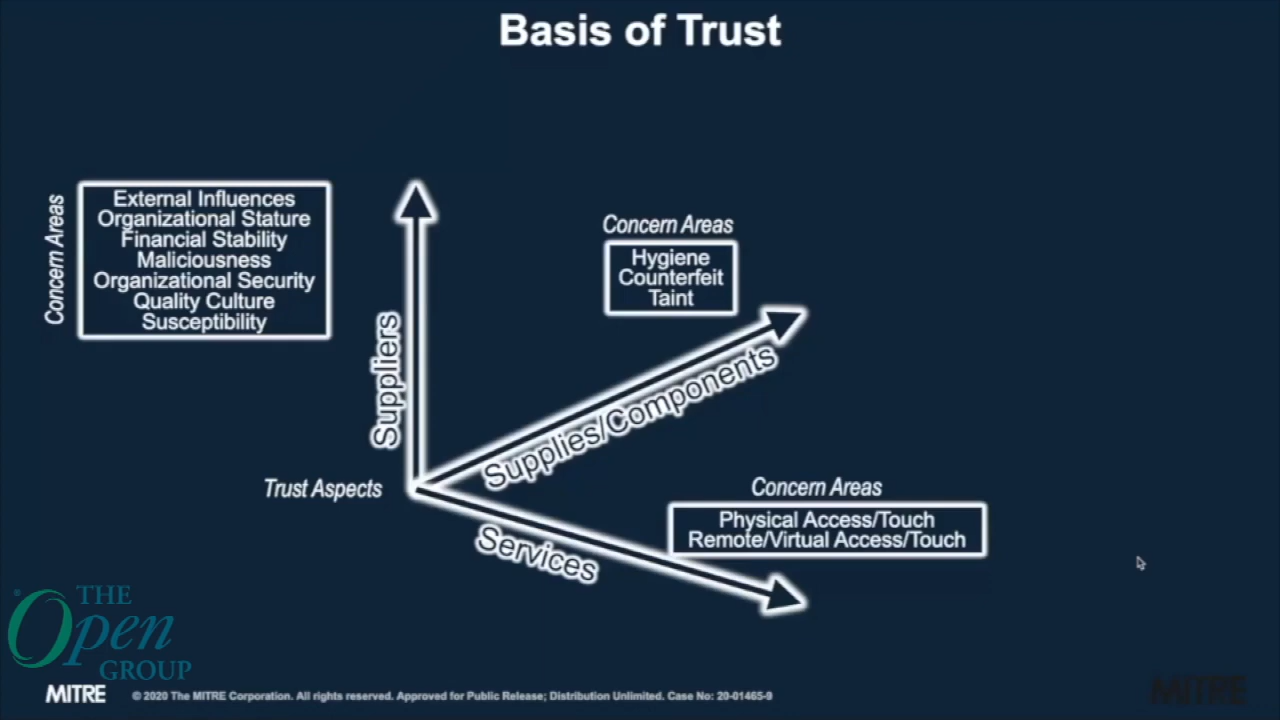 Basis of Trust
Concern Areas
External Influences
Organizational Stature
Financial Stability
Maliciousness
Organizational Security
Quality Culture
Susceptibility
Suppliers
Concern Areas
Hygiene
Counterfeit
Taint
Supplies/Components
Trust Aspects
Concern Areas
Physical Access/Touch
Remote/Virtual Access/Touch
Services
THE
Open
GROUP
MITRE
© 2020 The MITRE Corporation. All rights reserved. Approved for Public Release; Distribution Unlimited. Case No: 20-01465-9
MITRE